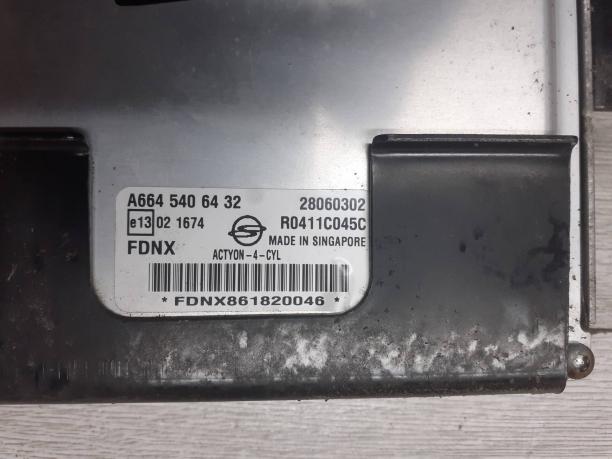 A664 540 64 32 28060302
e13 02 1674 R0411C045C
FDNX MADE IN SINGAPORE
ACTYON-4-CYL
* FDNX861820046 *